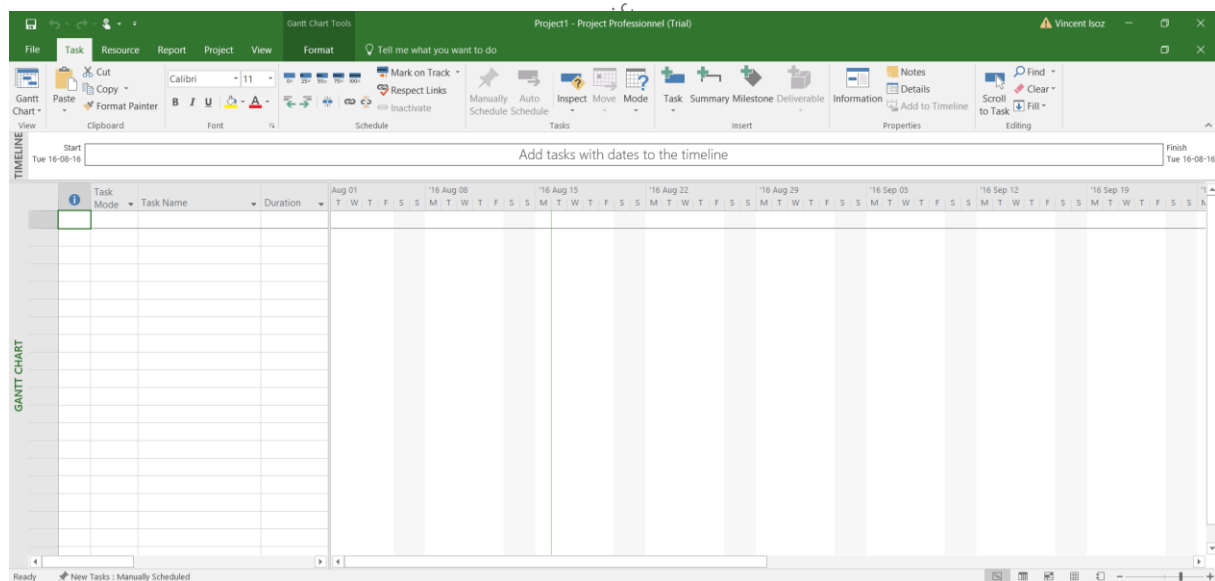 Gantt Chart Tools
Project1 - Project Professionnel (Trial)
Vincent Isoz
File Task Resource Report Project View Format Tell me what you want to do
Gantt Chart
View
Paste
Cut
Copy
Format Painter
Clipboard
Calibri 11
B I U A
Font
0% 25% 50% 75% 100%
Mark on Track
Respect Links
Inactivate
Schedule
Manually Schedule
Auto Schedule
Inspect
Move
Mode
Tasks
Task
Summary
Milestone
Deliverable
Insert
Information
Notes
Details
Add to Timeline
Properties
Scroll to Task
Find
Clear
Fill
Editing
TIMELINE
Start
Tue 16-08-16
Add tasks with dates to the timeline
Finish
Tue 16-08-16
Task Mode
Task Name
Duration
Aug 01 '16 Aug 08 '16 Aug 15 '16 Aug 22 '16 Aug 29 '16 Sep 05 '16 Sep 12 '16 Sep 19
T W T F S S M T W T F S S M T W T F S S M T W T F S S M T W T F S S M T W T F S S M T W T F S S M T W T F S S
GANTT CHART
Ready
New Tasks : Manually Scheduled